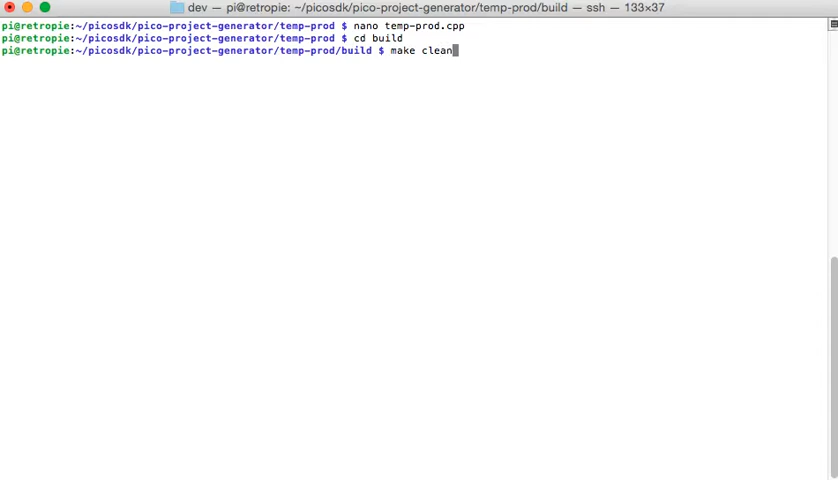 dev — pi@retropie: ~/picosdk/pico-project-generator/temp-prod/build — ssh — 133×37
pi@retropie:~/picosdk/pico-project-generator/temp-prod $ nano temp-prod.cpp
pi@retropie:~/picosdk/pico-project-generator/temp-prod $ cd build
pi@retropie:~/picosdk/pico-project-generator/temp-prod/build $ make clean